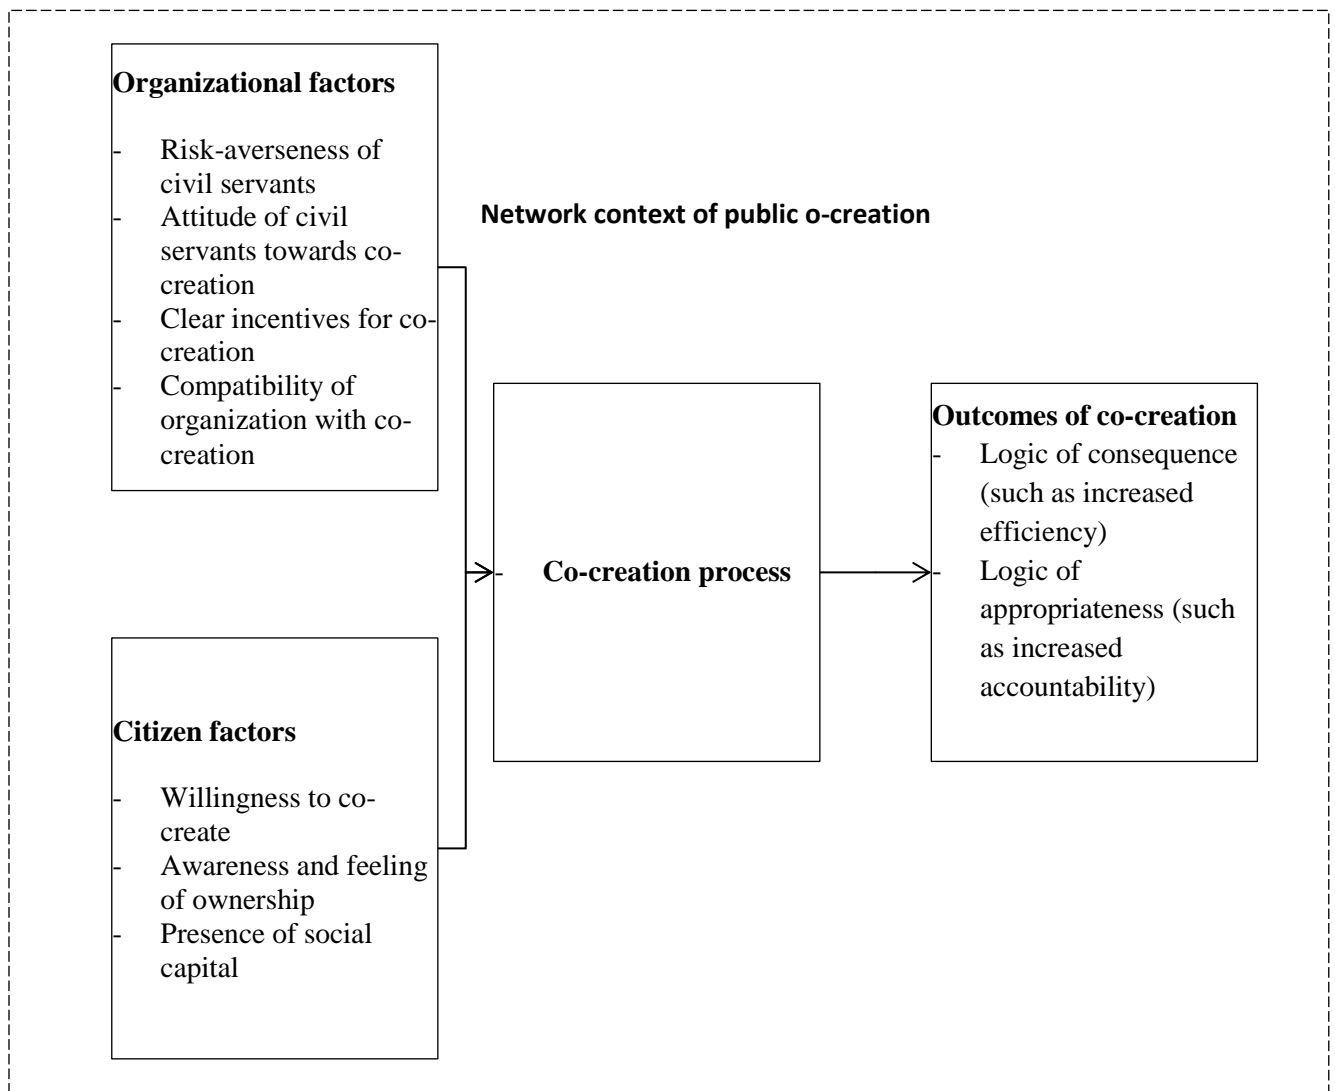 Organizational factors
- Risk-averseness of
civil servants
- Attitude of civil
servants towards co-
creation
- Clear incentives for co-
creation
- Compatibility of
organization with co-
creation
Network context of public o-creation
Citizen factors
- Willingness to co-
create
- Awareness and feeling
of ownership
- Presence of social
capital
- Co-creation process
Outcomes of co-creation
- Logic of consequence
(such as increased
efficiency)
- Logic of
appropriateness (such
as increased
accountability)